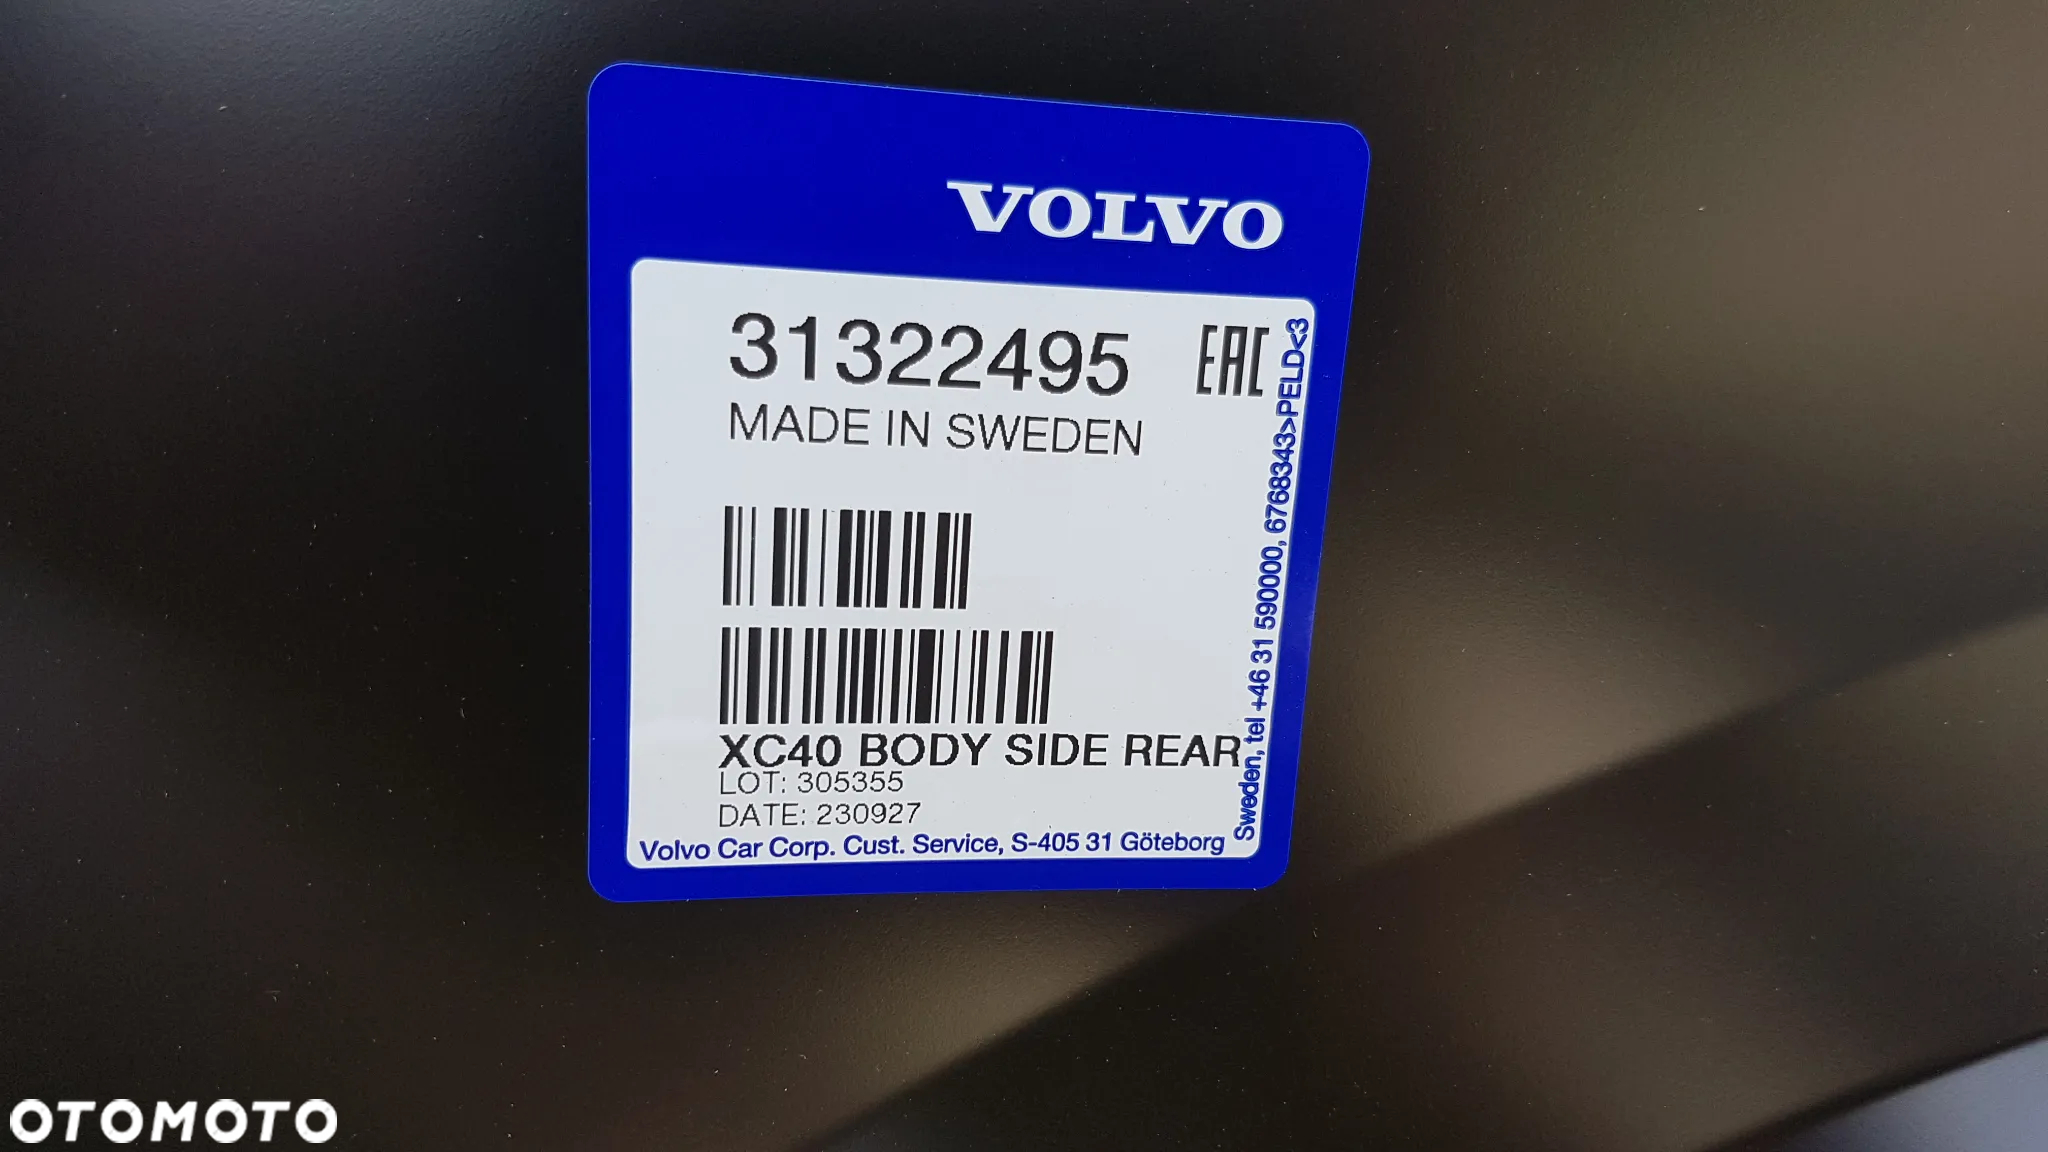 VOLVO
31322495
EAC
MADE IN SWEDEN
XC40 BODY SIDE REAR
LOT: 305355
DATE: 230927
Volvo Car Corp. Cust. Service, S-405 31 Göteborg
Sweden, tel +46 31 590000, 6768343>PELD<3
OTOMOTO